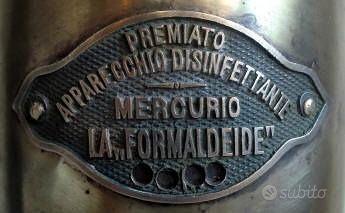 PREMIATO
APPARECCHIO·DISINFETTANTE
MERCURIO
LA „FORMALDEIDE"
subito